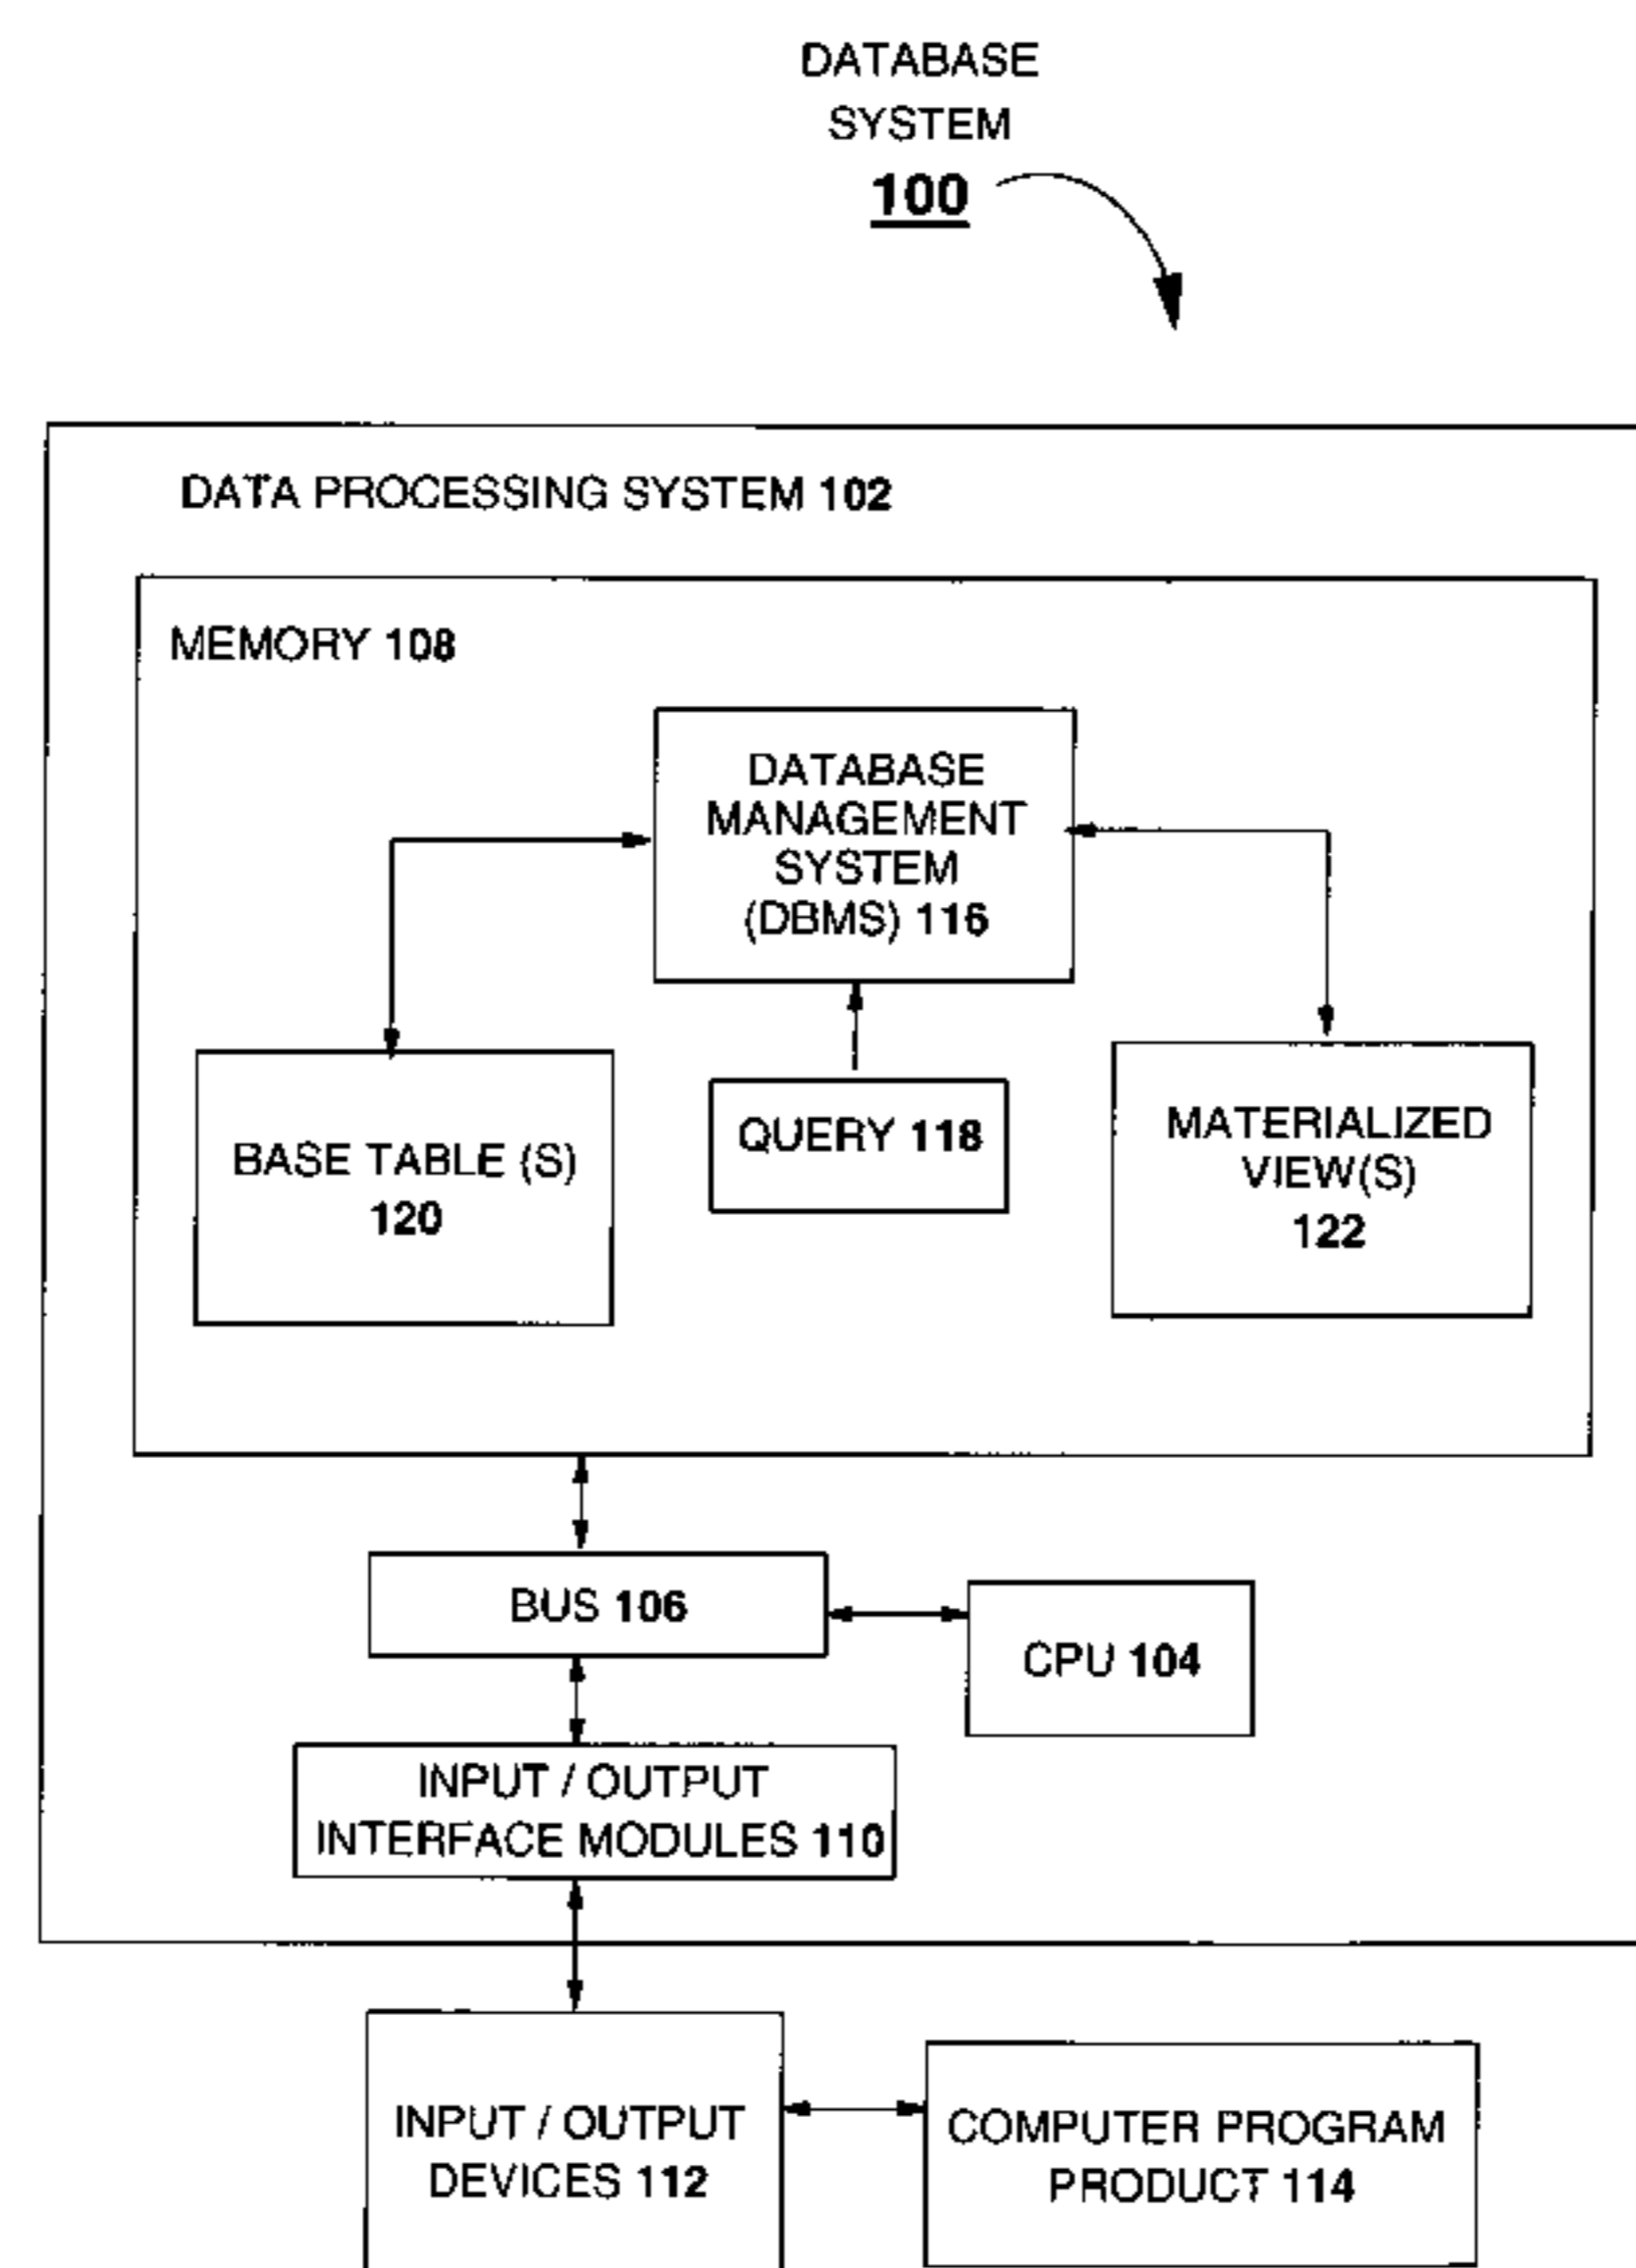 DATABASE
SYSTEM
100
DATA PROCESSING SYSTEM 102
MEMORY 108
DATABASE
MANAGEMENT
SYSTEM
(DBMS) 116
BASE TABLE (S)
120
QUERY 118
MATERIALIZED
VIEW(S)
122
BUS 106
CPU 104
INPUT / OUTPUT
INTERFACE MODULES 110
INPUT / OUTPUT
DEVICES 112
COMPUTER PROGRAM
PRODUCT 114